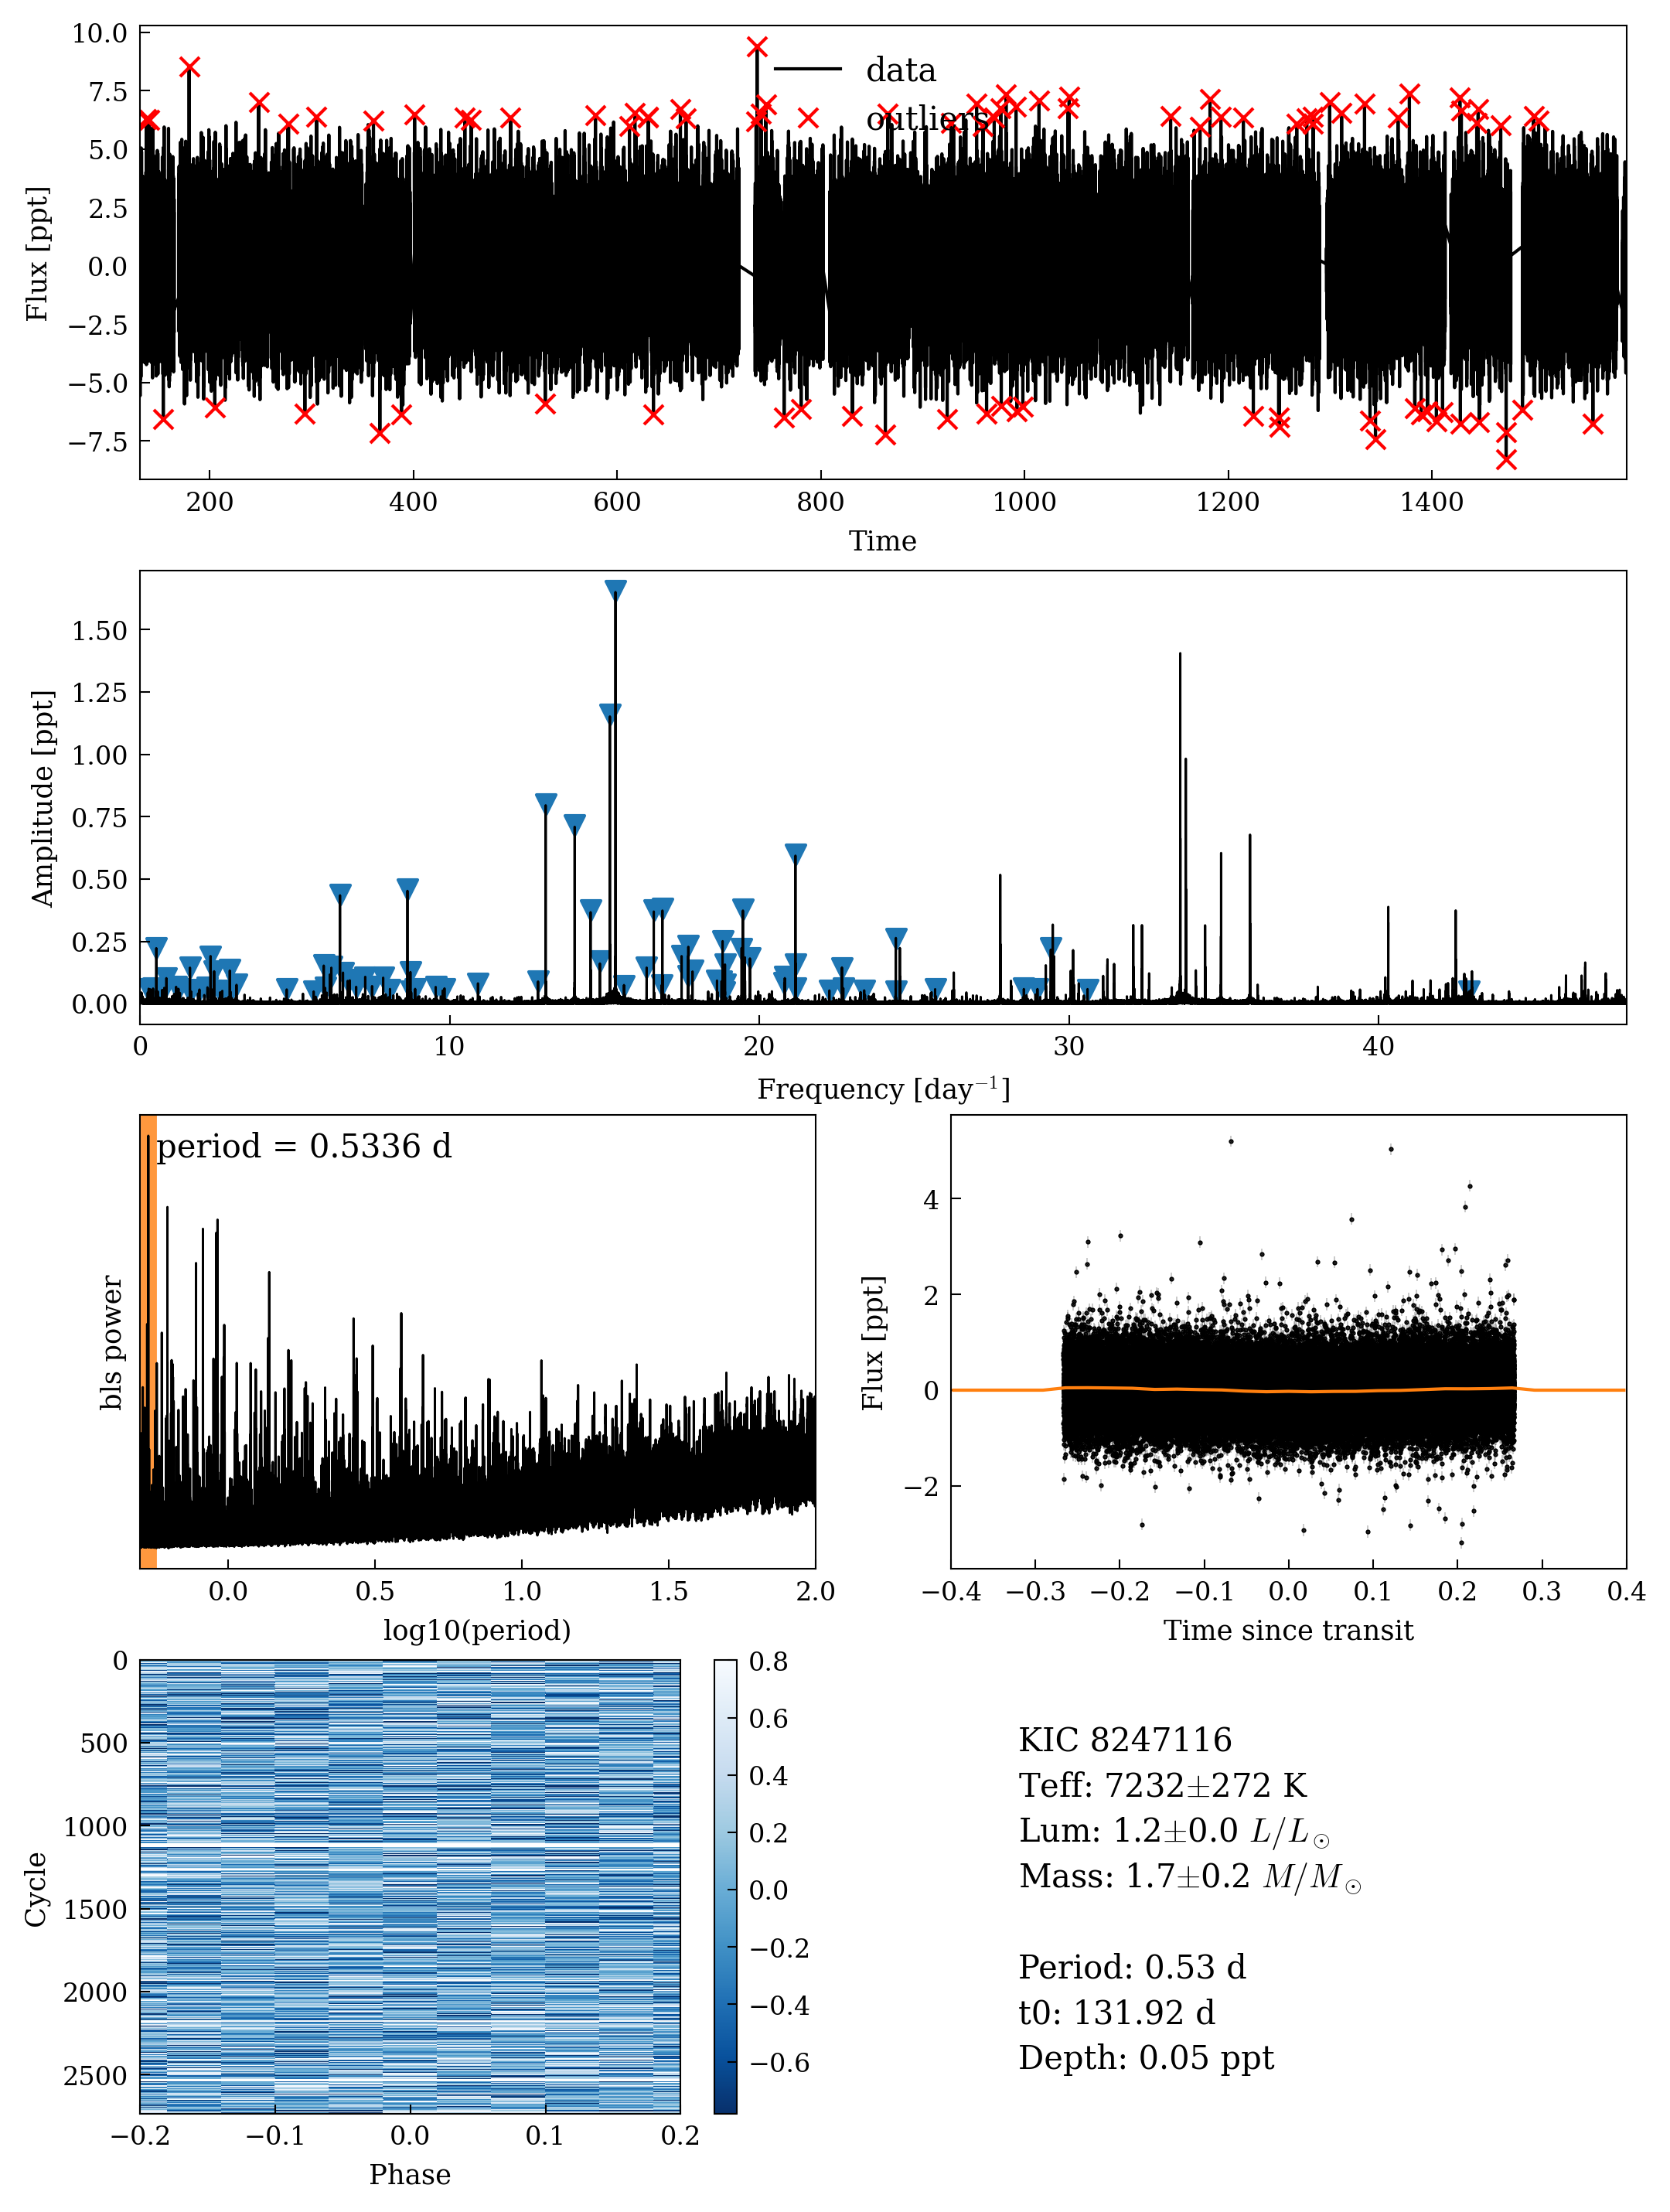 10.0
7.5
5.0
2.5
0.0
−2.5
−5.0
−7.5
Flux [ppt]
data
outliers
200 400 600 800 1000 1200 1400
Time
1.50
1.25
1.00
0.75
0.50
0.25
0.00
Amplitude [ppt]
0 10 20 30 40
Frequency [day⁻¹]
period = 0.5336 d
bls power
0.0 0.5 1.0 1.5 2.0
log10(period)
4
2
0
−2
Flux [ppt]
−0.4 −0.3 −0.2 −0.1 0.0 0.1 0.2 0.3 0.4
Time since transit
0
500
1000
1500
2000
2500
Cycle
−0.2 −0.1 0.0 0.1 0.2
Phase
0.8
0.6
0.4
0.2
0.0
−0.2
−0.4
−0.6
KIC 8247116
Teff: 7232±272 K
Lum: 1.2±0.0 L/L☉
Mass: 1.7±0.2 M/M☉
Period: 0.53 d
t0: 131.92 d
Depth: 0.05 ppt